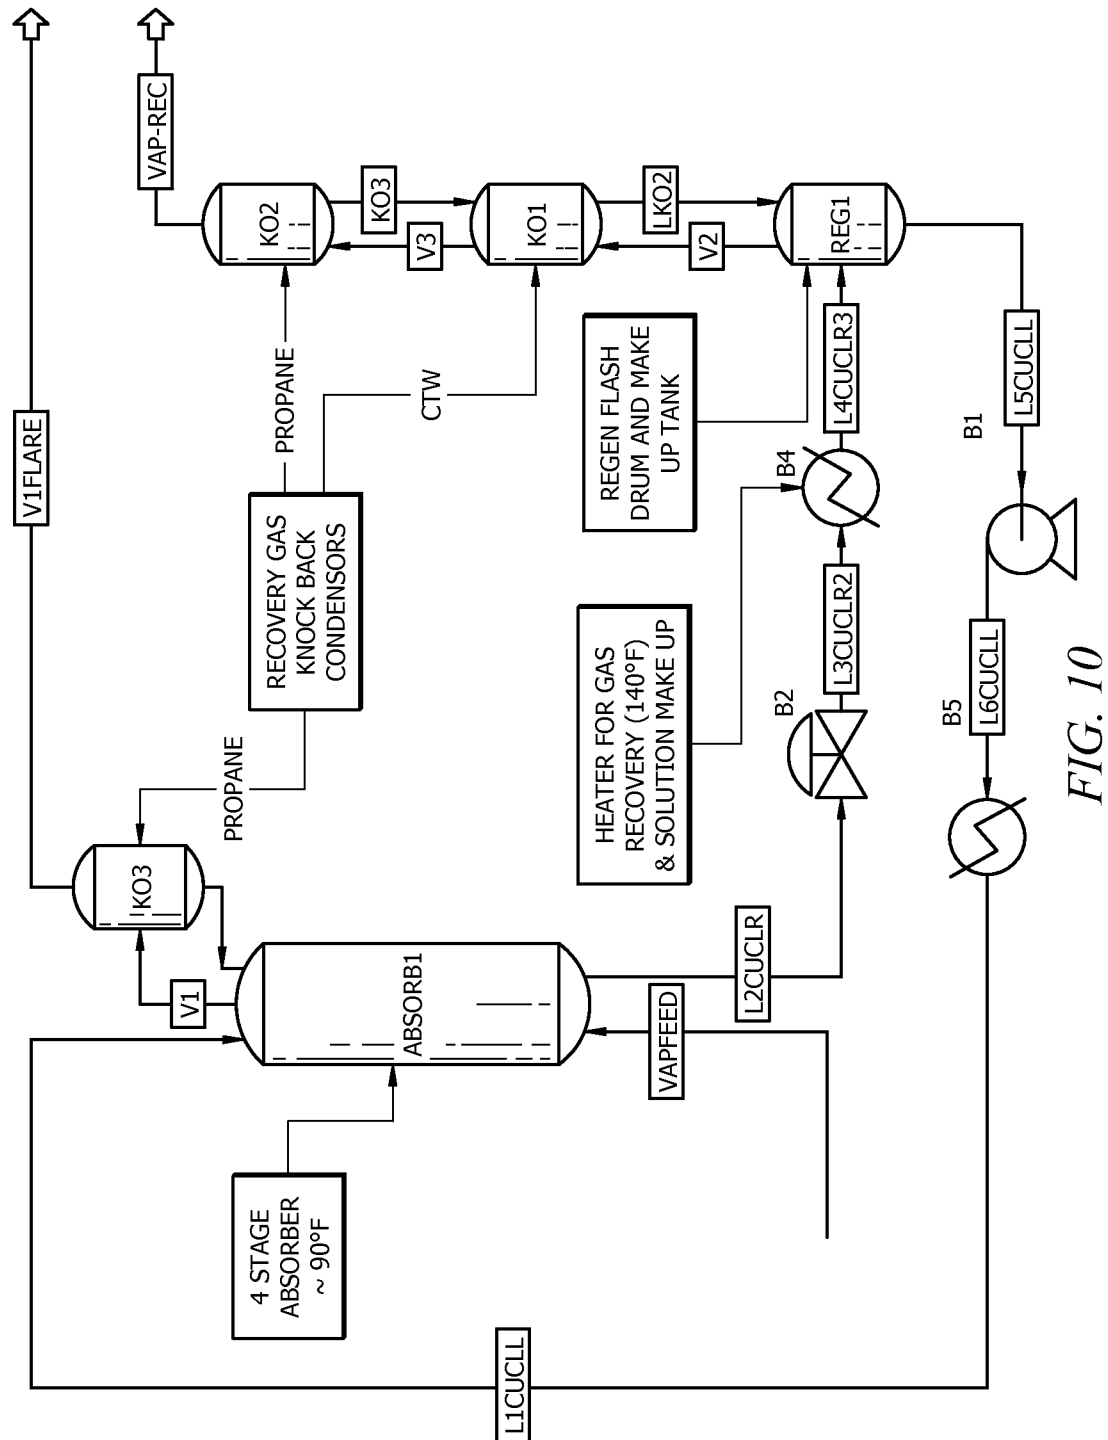 V1FLARE
VAP-REC
KO3
V1
PROPANE
RECOVERY GAS
KNOCK BACK
CONDENSORS
PROPANE
CTW
KO2
KO3
V3
KO1
LKO2
V2
REG1
4 STAGE
ABSORBER
~ 90°F
ABSORB1
VAPFEED
L2CUCLR
HEATER FOR GAS
RECOVERY (140°F)
& SOLUTION MAKE UP
REGEN FLASH
DRUM AND MAKE
UP TANK
B2
L3CUCLR2
B4
L4CUCLR3
L1CUCLL
B5
L6CUCLL
B1
L5CUCLL
FIG. 10